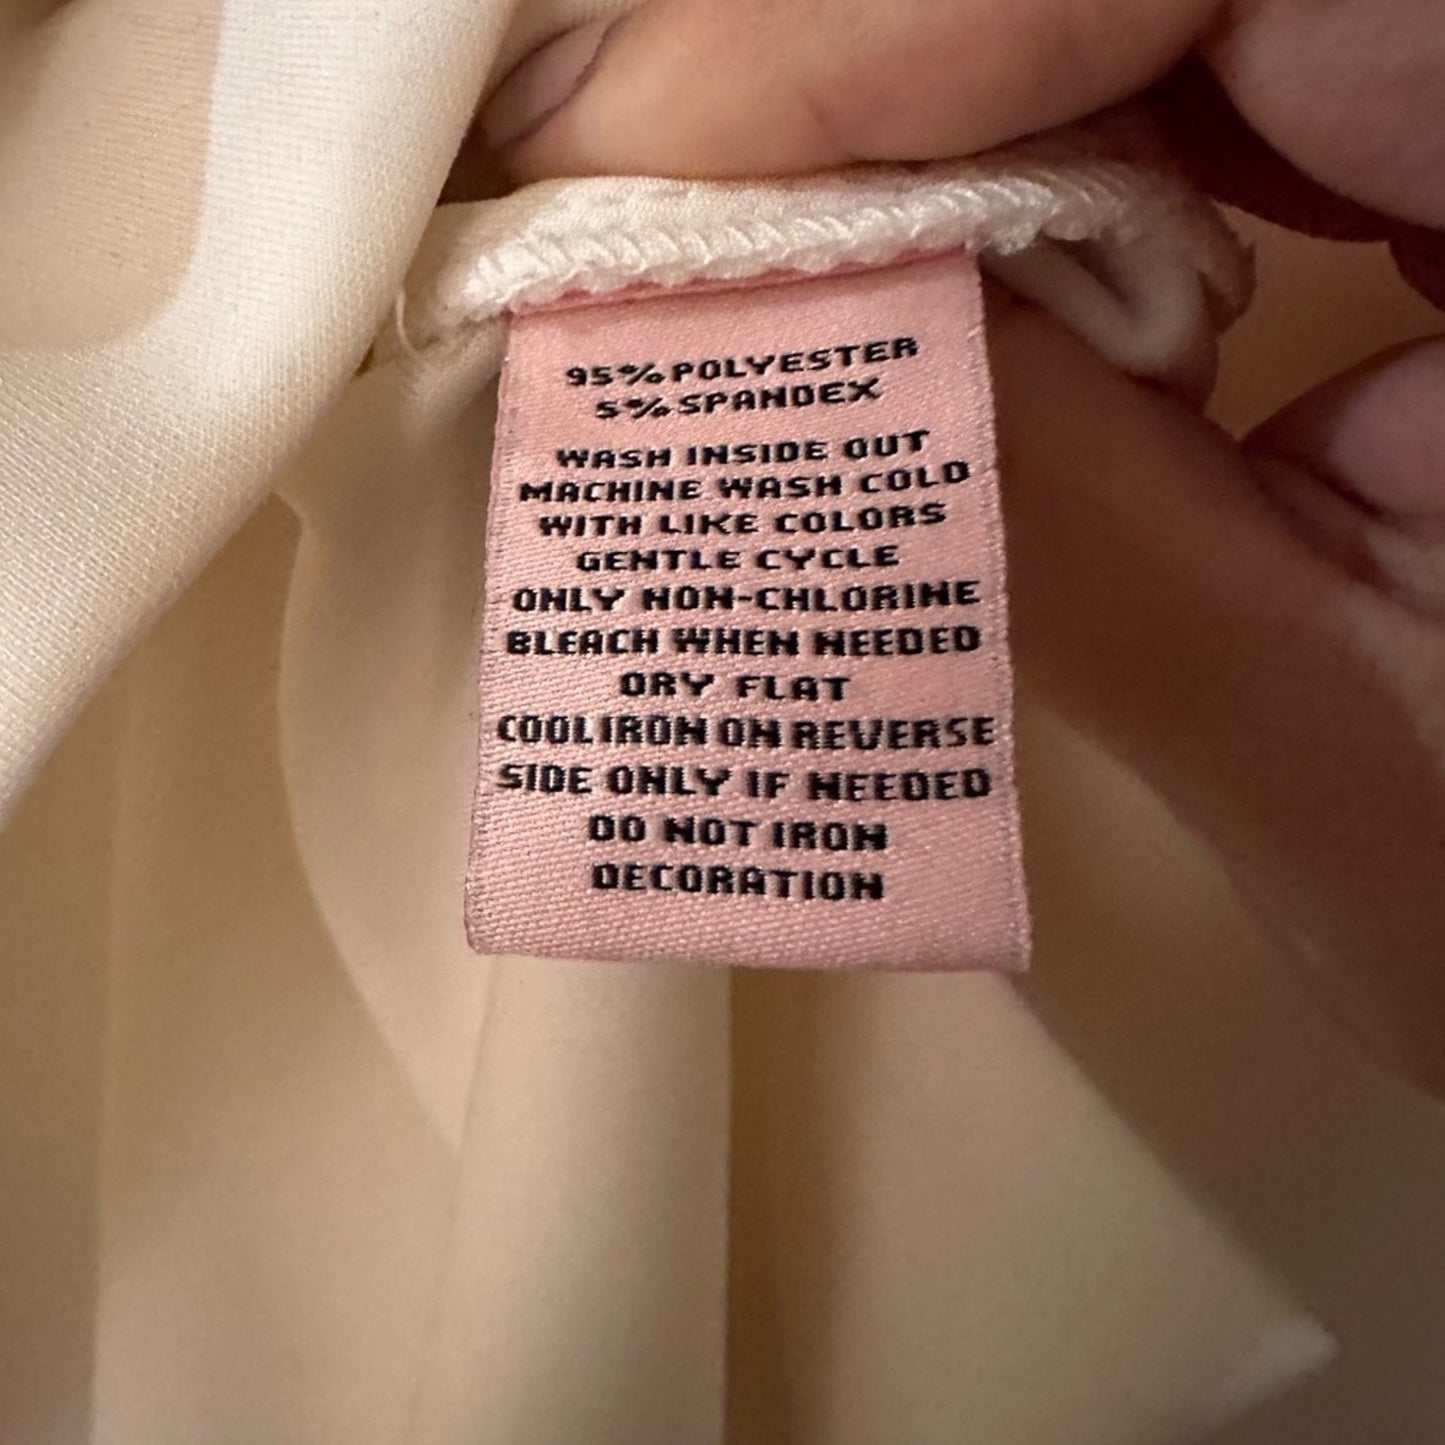 95% POLYESTER
5% SPANDEX
WASH INSIDE OUT
MACHINE WASH COLD
WITH LIKE COLORS
GENTLE CYCLE
ONLY NON-CHLORINE
BLEACH WHEN NEEDED
DRY FLAT
COOL IRON ON REVERSE
SIDE ONLY IF NEEDED
DO NOT IRON
DECORATION